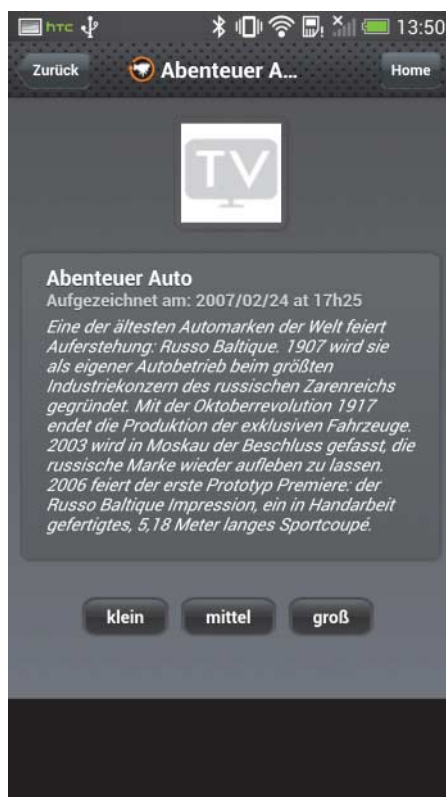 htc 13:50
Zurück Abenteuer A... Home
TV
Abenteuer Auto
Aufgezeichnet am: 2007/02/24 at 17h25
Eine der ältesten Automarken der Welt feiert
Auferstehung: Russo Baltique. 1907 wird sie
als eigener Autobetrieb beim größten
Industriekonzern des russischen Zarenreichs
gegründet. Mit der Oktoberrevolution 1917
endet die Produktion der exklusiven Fahrzeuge.
2003 wird in Moskau der Beschluss gefasst, die
russische Marke wieder aufleben zu lassen.
2006 feiert der erste Prototyp Premiere: der
Russo Baltique Impression, ein in Handarbeit
gefertigtes, 5,18 Meter langes Sportcoupé.
klein mittel groß